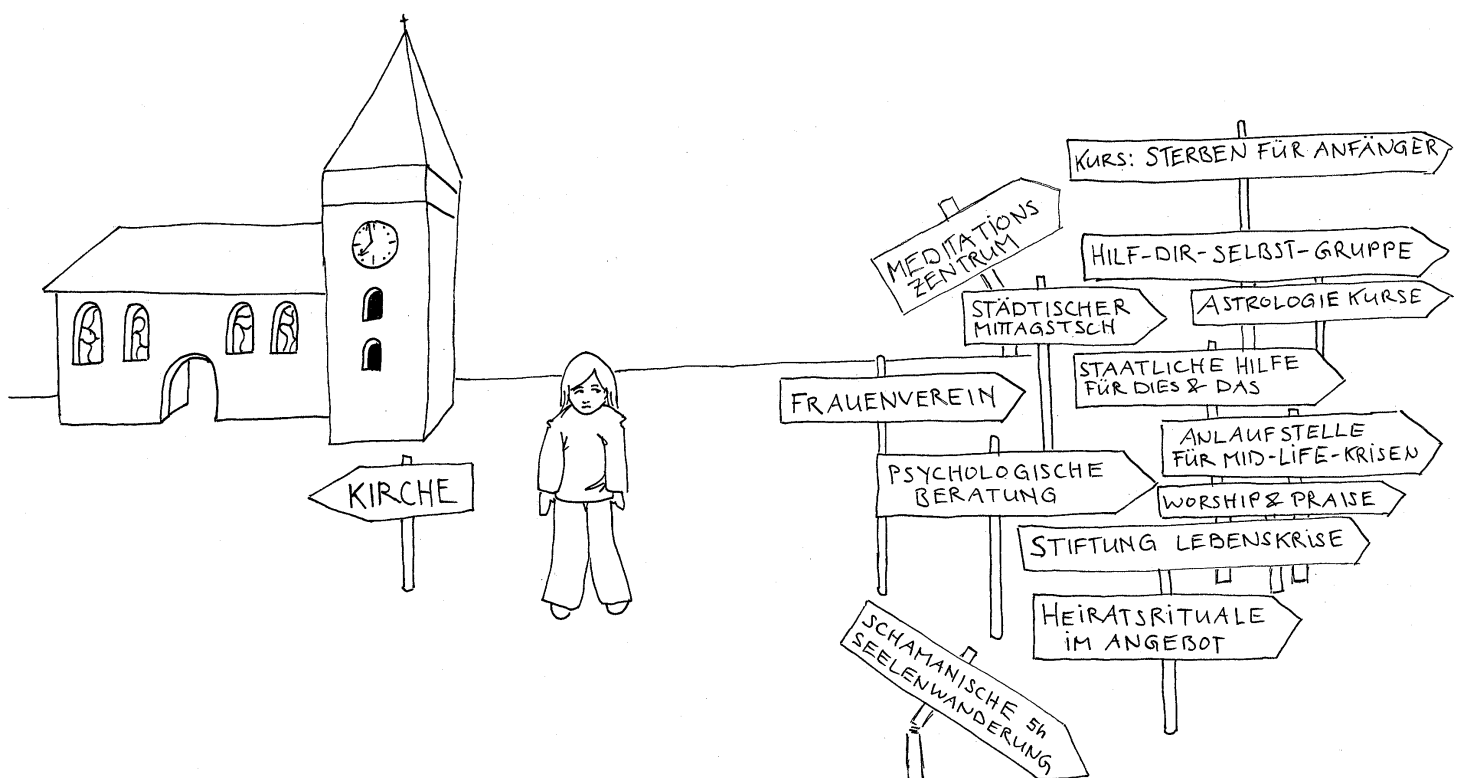 KURS: STERBEN FÜR ANFÄNGER
MEDITATIONS
ZENTRUM
HILF-DIR-SELBST-GRUPPE
ASTROLOGIE KURSE
STÄDTISCHER
MITTAGSTSCH
STAATLICHE HILFE
FÜR DIES & DAS
FRAUENVEREIN
ANLAUFSTELLE
FÜR MID-LIFE-KRISEN
PSYCHOLOGISCHE
BERATUNG
KIRCHE
WORSHIP & PRAISE
STIFTUNG LEBENSKRISE
HEIRATSRITUALE
IM ANGEBOT
SCHAMANISCHE 5h
SEELENWANDERUNG